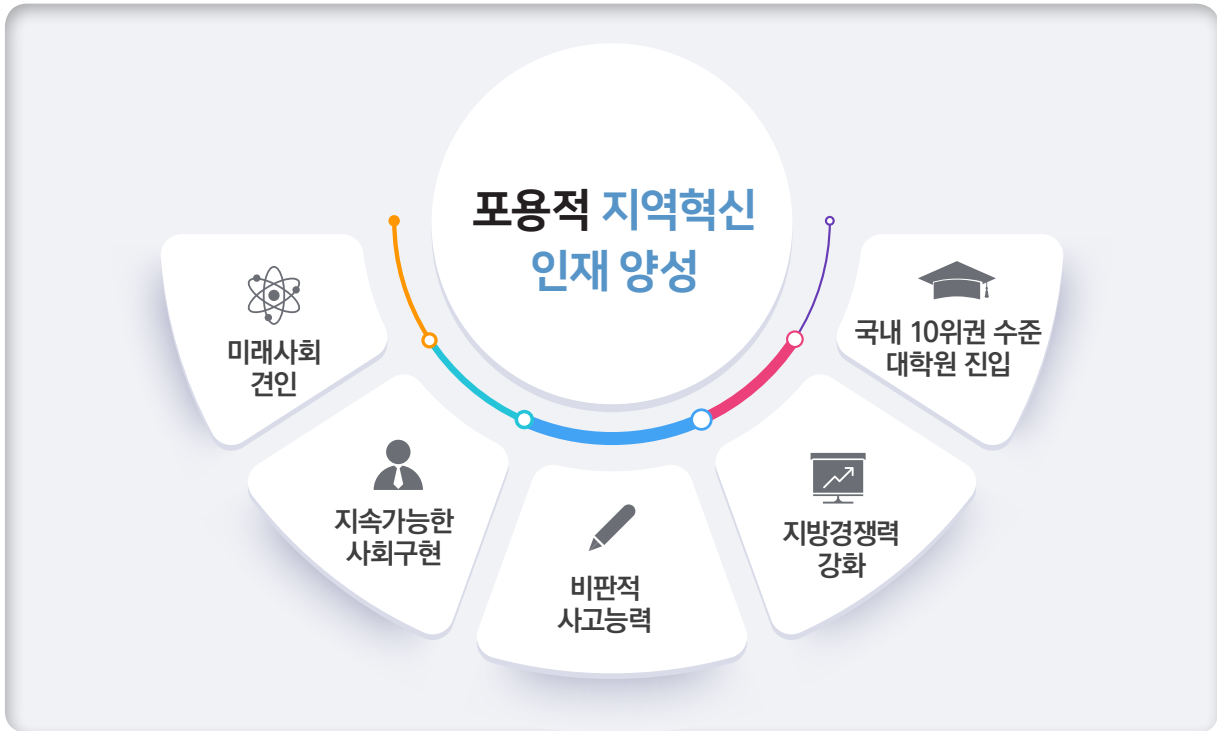 포용적 지역혁신
인재 양성
미래사회
견인
지속가능한
사회구현
비판적
사고능력
지방경쟁력
강화
국내 10위권 수준
대학원 진입